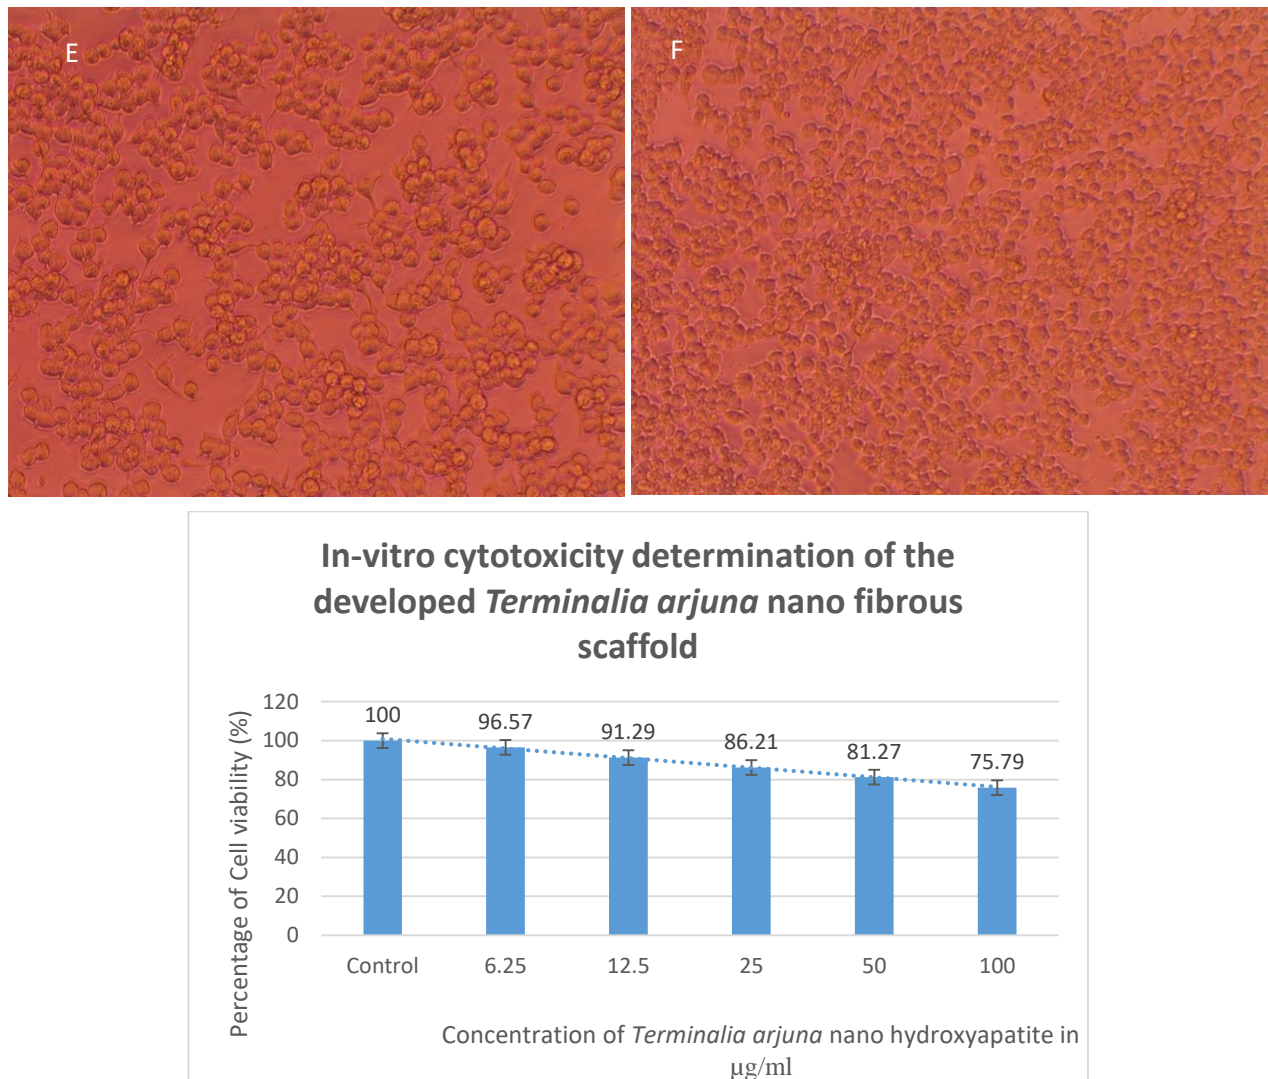 E
F
In-vitro cytotoxicity determination of the
developed Terminalia arjuna nano fibrous
scaffold
Percentage of Cell viability (%)
120
100
80
60
40
20
0
100
96.57
91.29
86.21
81.27
75.79
Control
6.25
12.5
25
50
100
Concentration of Terminalia arjuna nano hydroxyapatite in
µg/ml